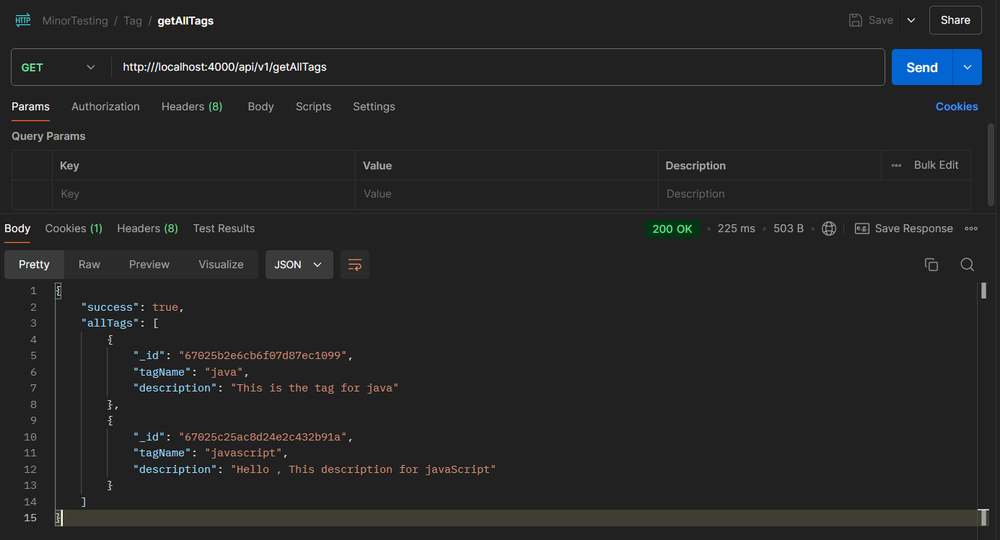 HTTP MinorTesting / Tag / getAllTags Save Share
GET http:///localhost:4000/api/v1/getAllTags Send
Params Authorization Headers (8) Body Scripts Settings Cookies
Query Params
Key Value Description Bulk Edit
Key Value Description
Body Cookies (1) Headers (8) Test Results 200 OK 225 ms 503 B e.g. Save Response
Pretty Raw Preview Visualize JSON
1 {
2 "success": true,
3 "allTags": [
4 {
5 "_id": "67025b2e6cb6f07d87ec1099",
6 "tagName": "java",
7 "description": "This is the tag for java"
8 },
9 {
10 "_id": "67025c25ac8d24e2c432b91a",
11 "tagName": "javascript",
12 "description": "Hello , This description for javaScript"
13 }
14 ]
15 }